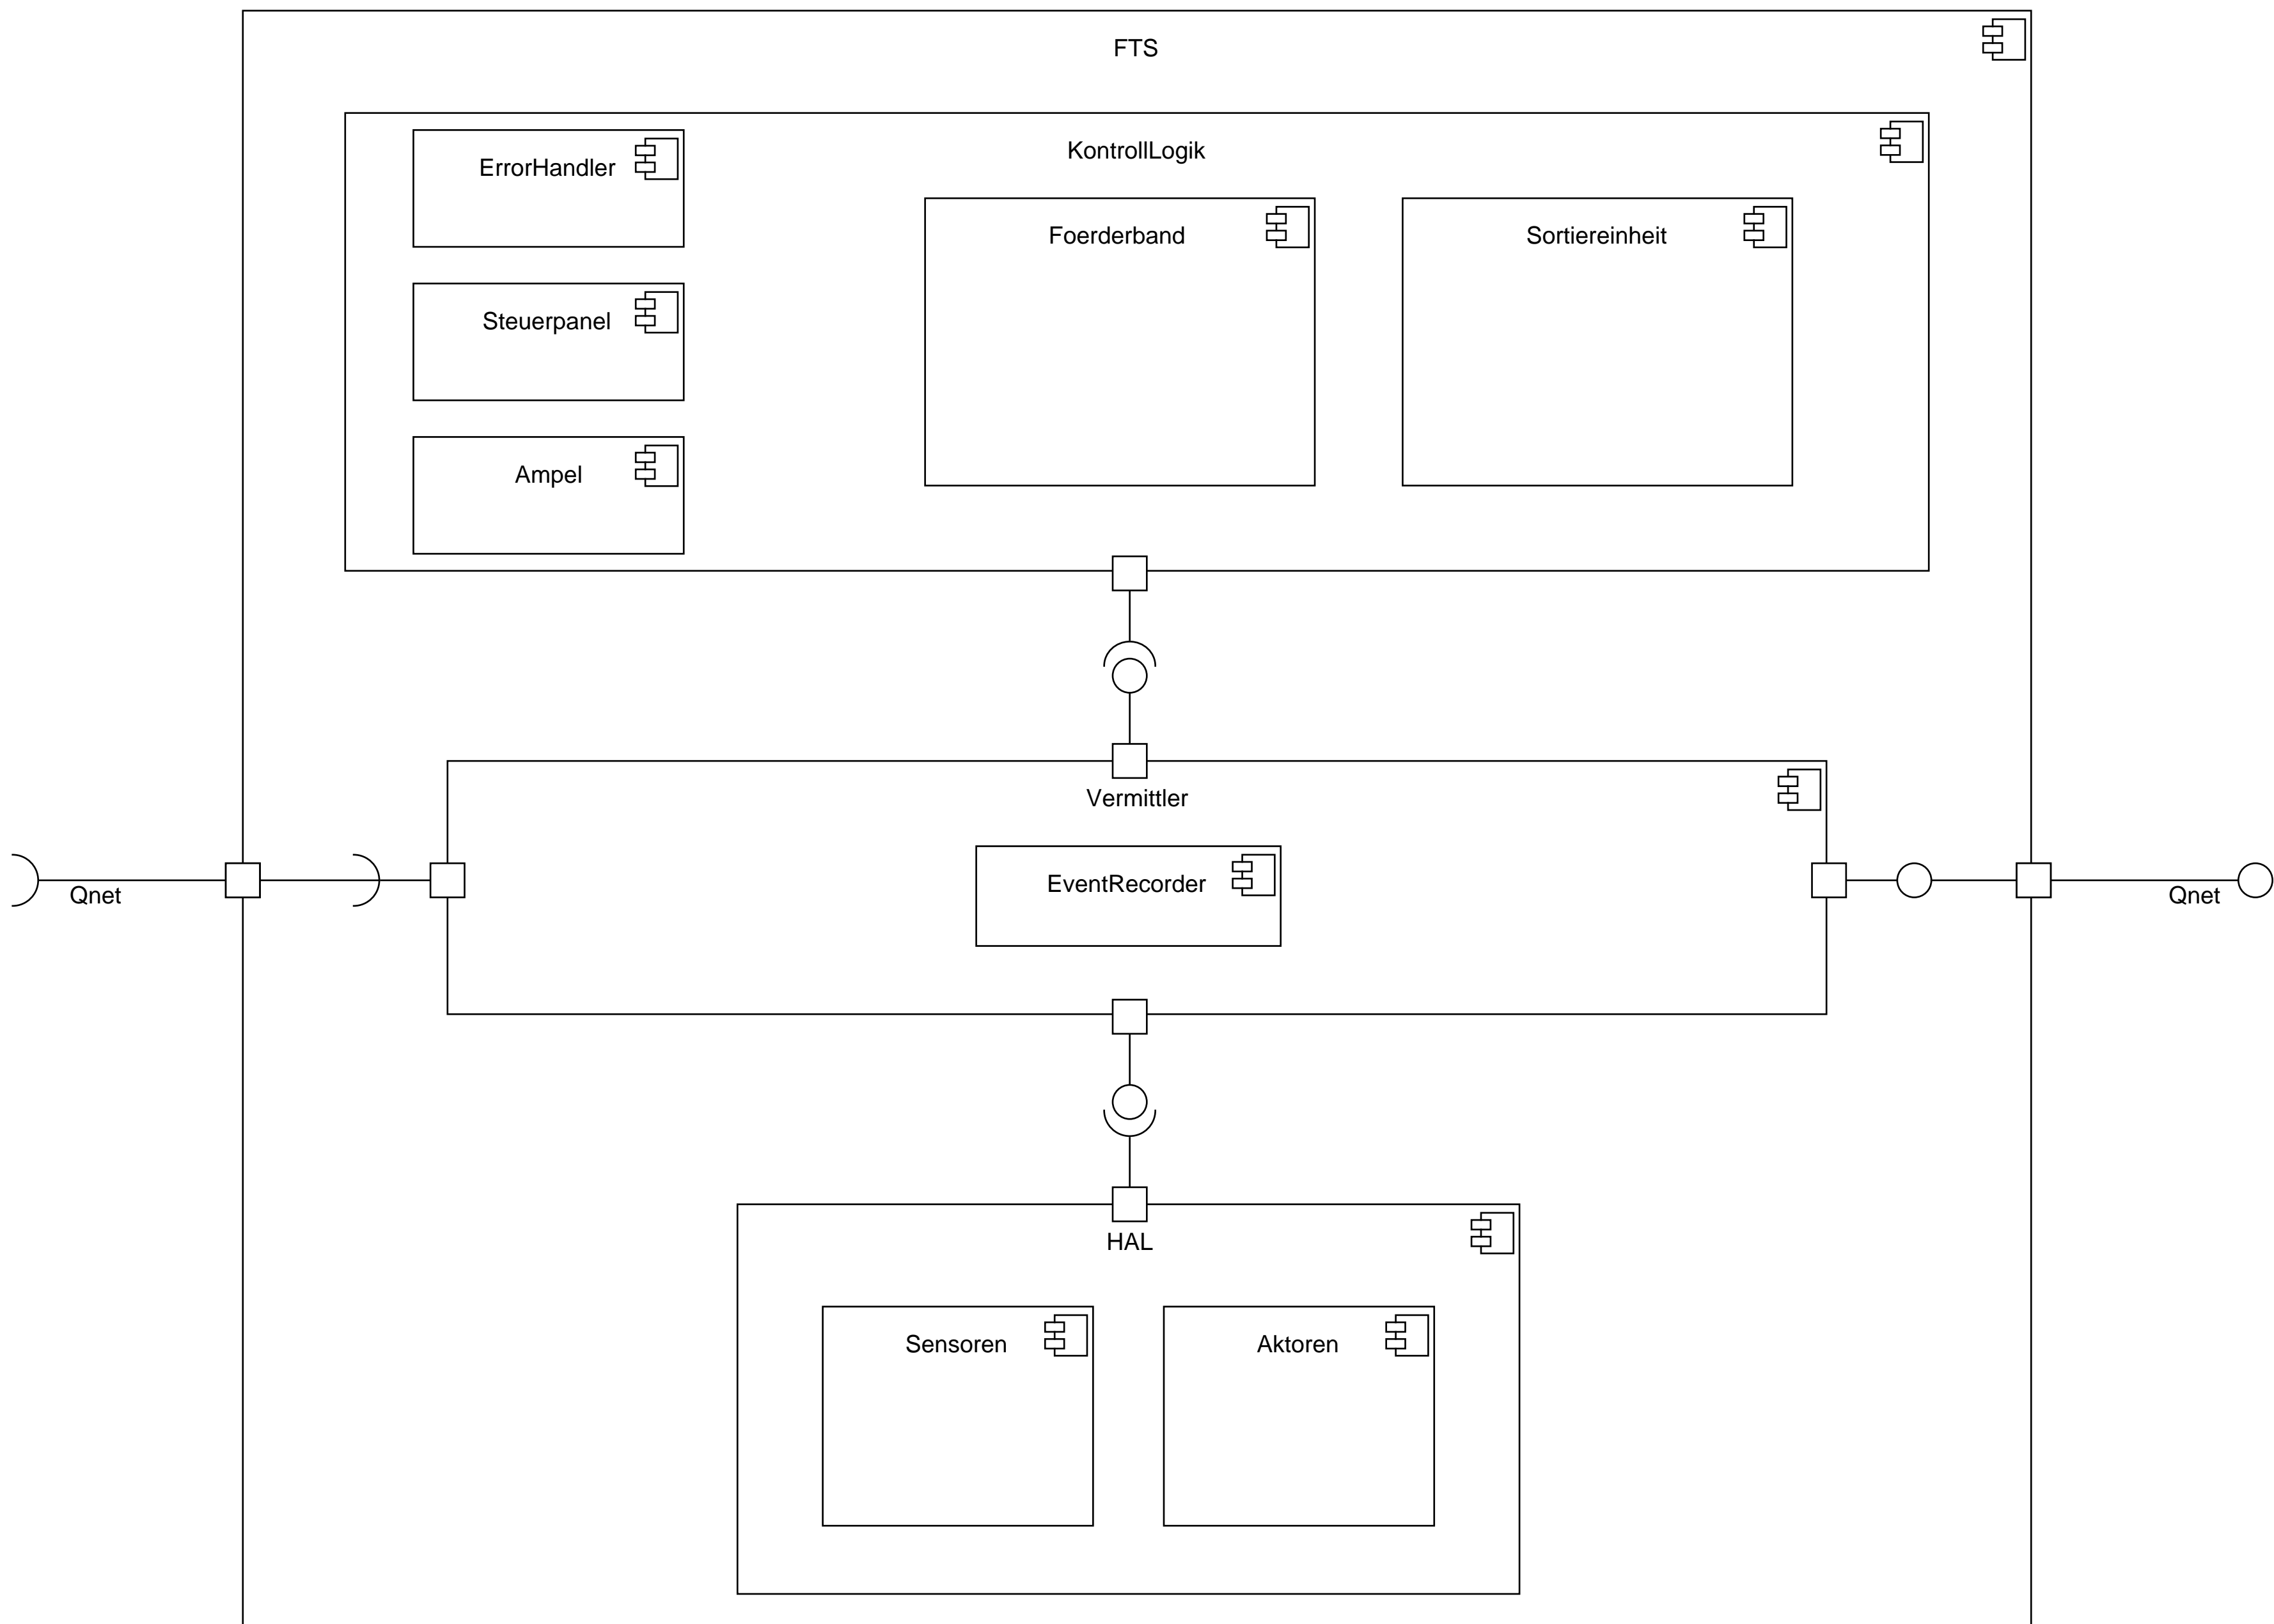 FTS
KontrollLogik
ErrorHandler
Foerderband
Sortiereinheit
Steuerpanel
Ampel
Vermittler
EventRecorder
Qnet
Qnet
HAL
Sensoren
Aktoren